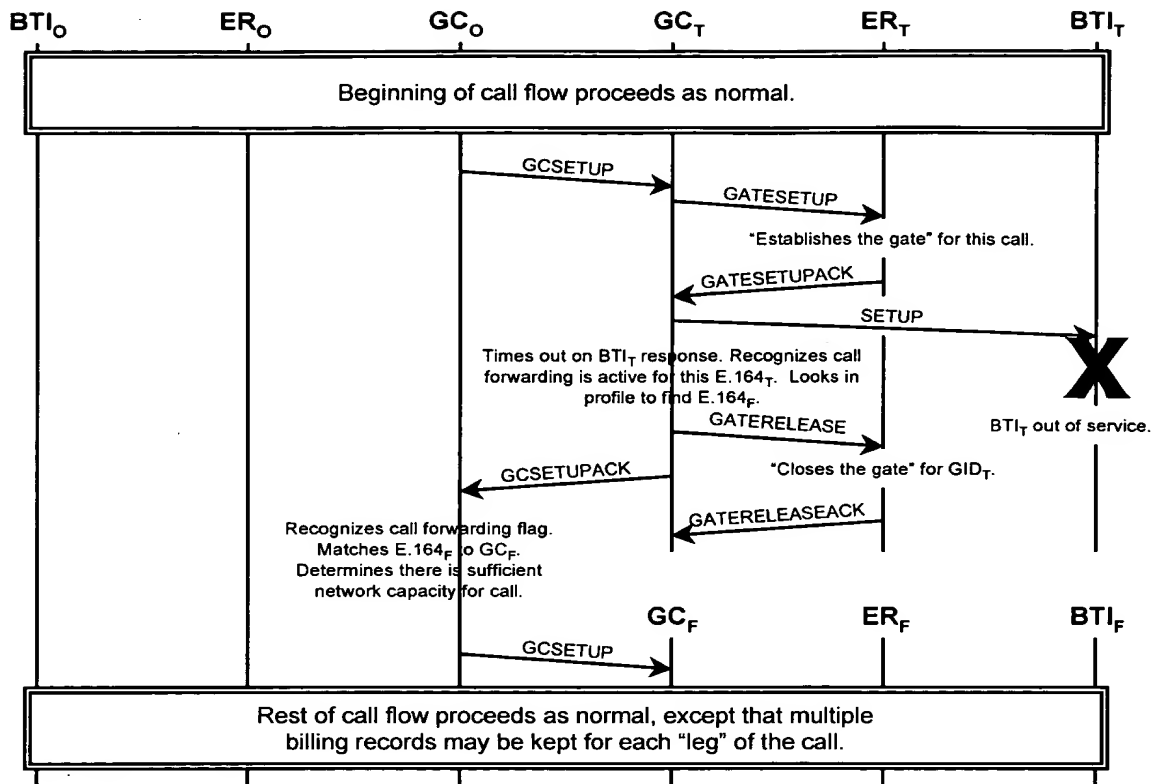 BTIO ERO GCO GCT ERT BTIT
Beginning of call flow proceeds as normal.
GCSETUP
GATESETUP
"Establishes the gate" for this call.
GATESETUPACK
SETUP
Times out on BTIT response. Recognizes call
forwarding is active for this E.164T. Looks in
profile to find E.164F.
BTIT out of service.
GATERELEASE
"Closes the gate" for GIDT.
GCSETUPACK
GATERELEASEACK
Recognizes call forwarding flag.
Matches E.164F to GCF.
Determines there is sufficient
network capacity for call.
GCF ERF BTIF
GCSETUP
Rest of call flow proceeds as normal, except that multiple
billing records may be kept for each "leg" of the call.